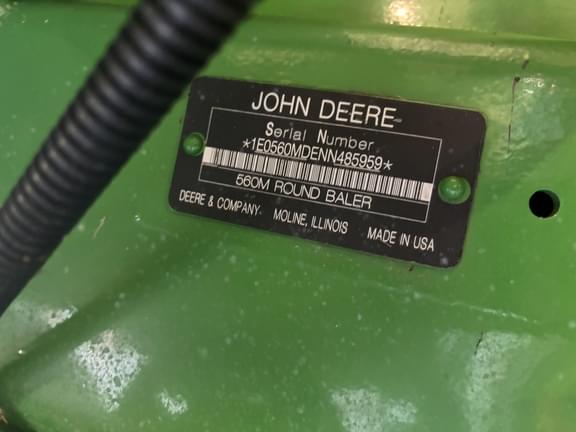 JOHN DEERE
Serial Number
*1E0560MDENN485959*
560M ROUND BALER
DEERE & COMPANY MOLINE, ILLINOIS MADE IN USA